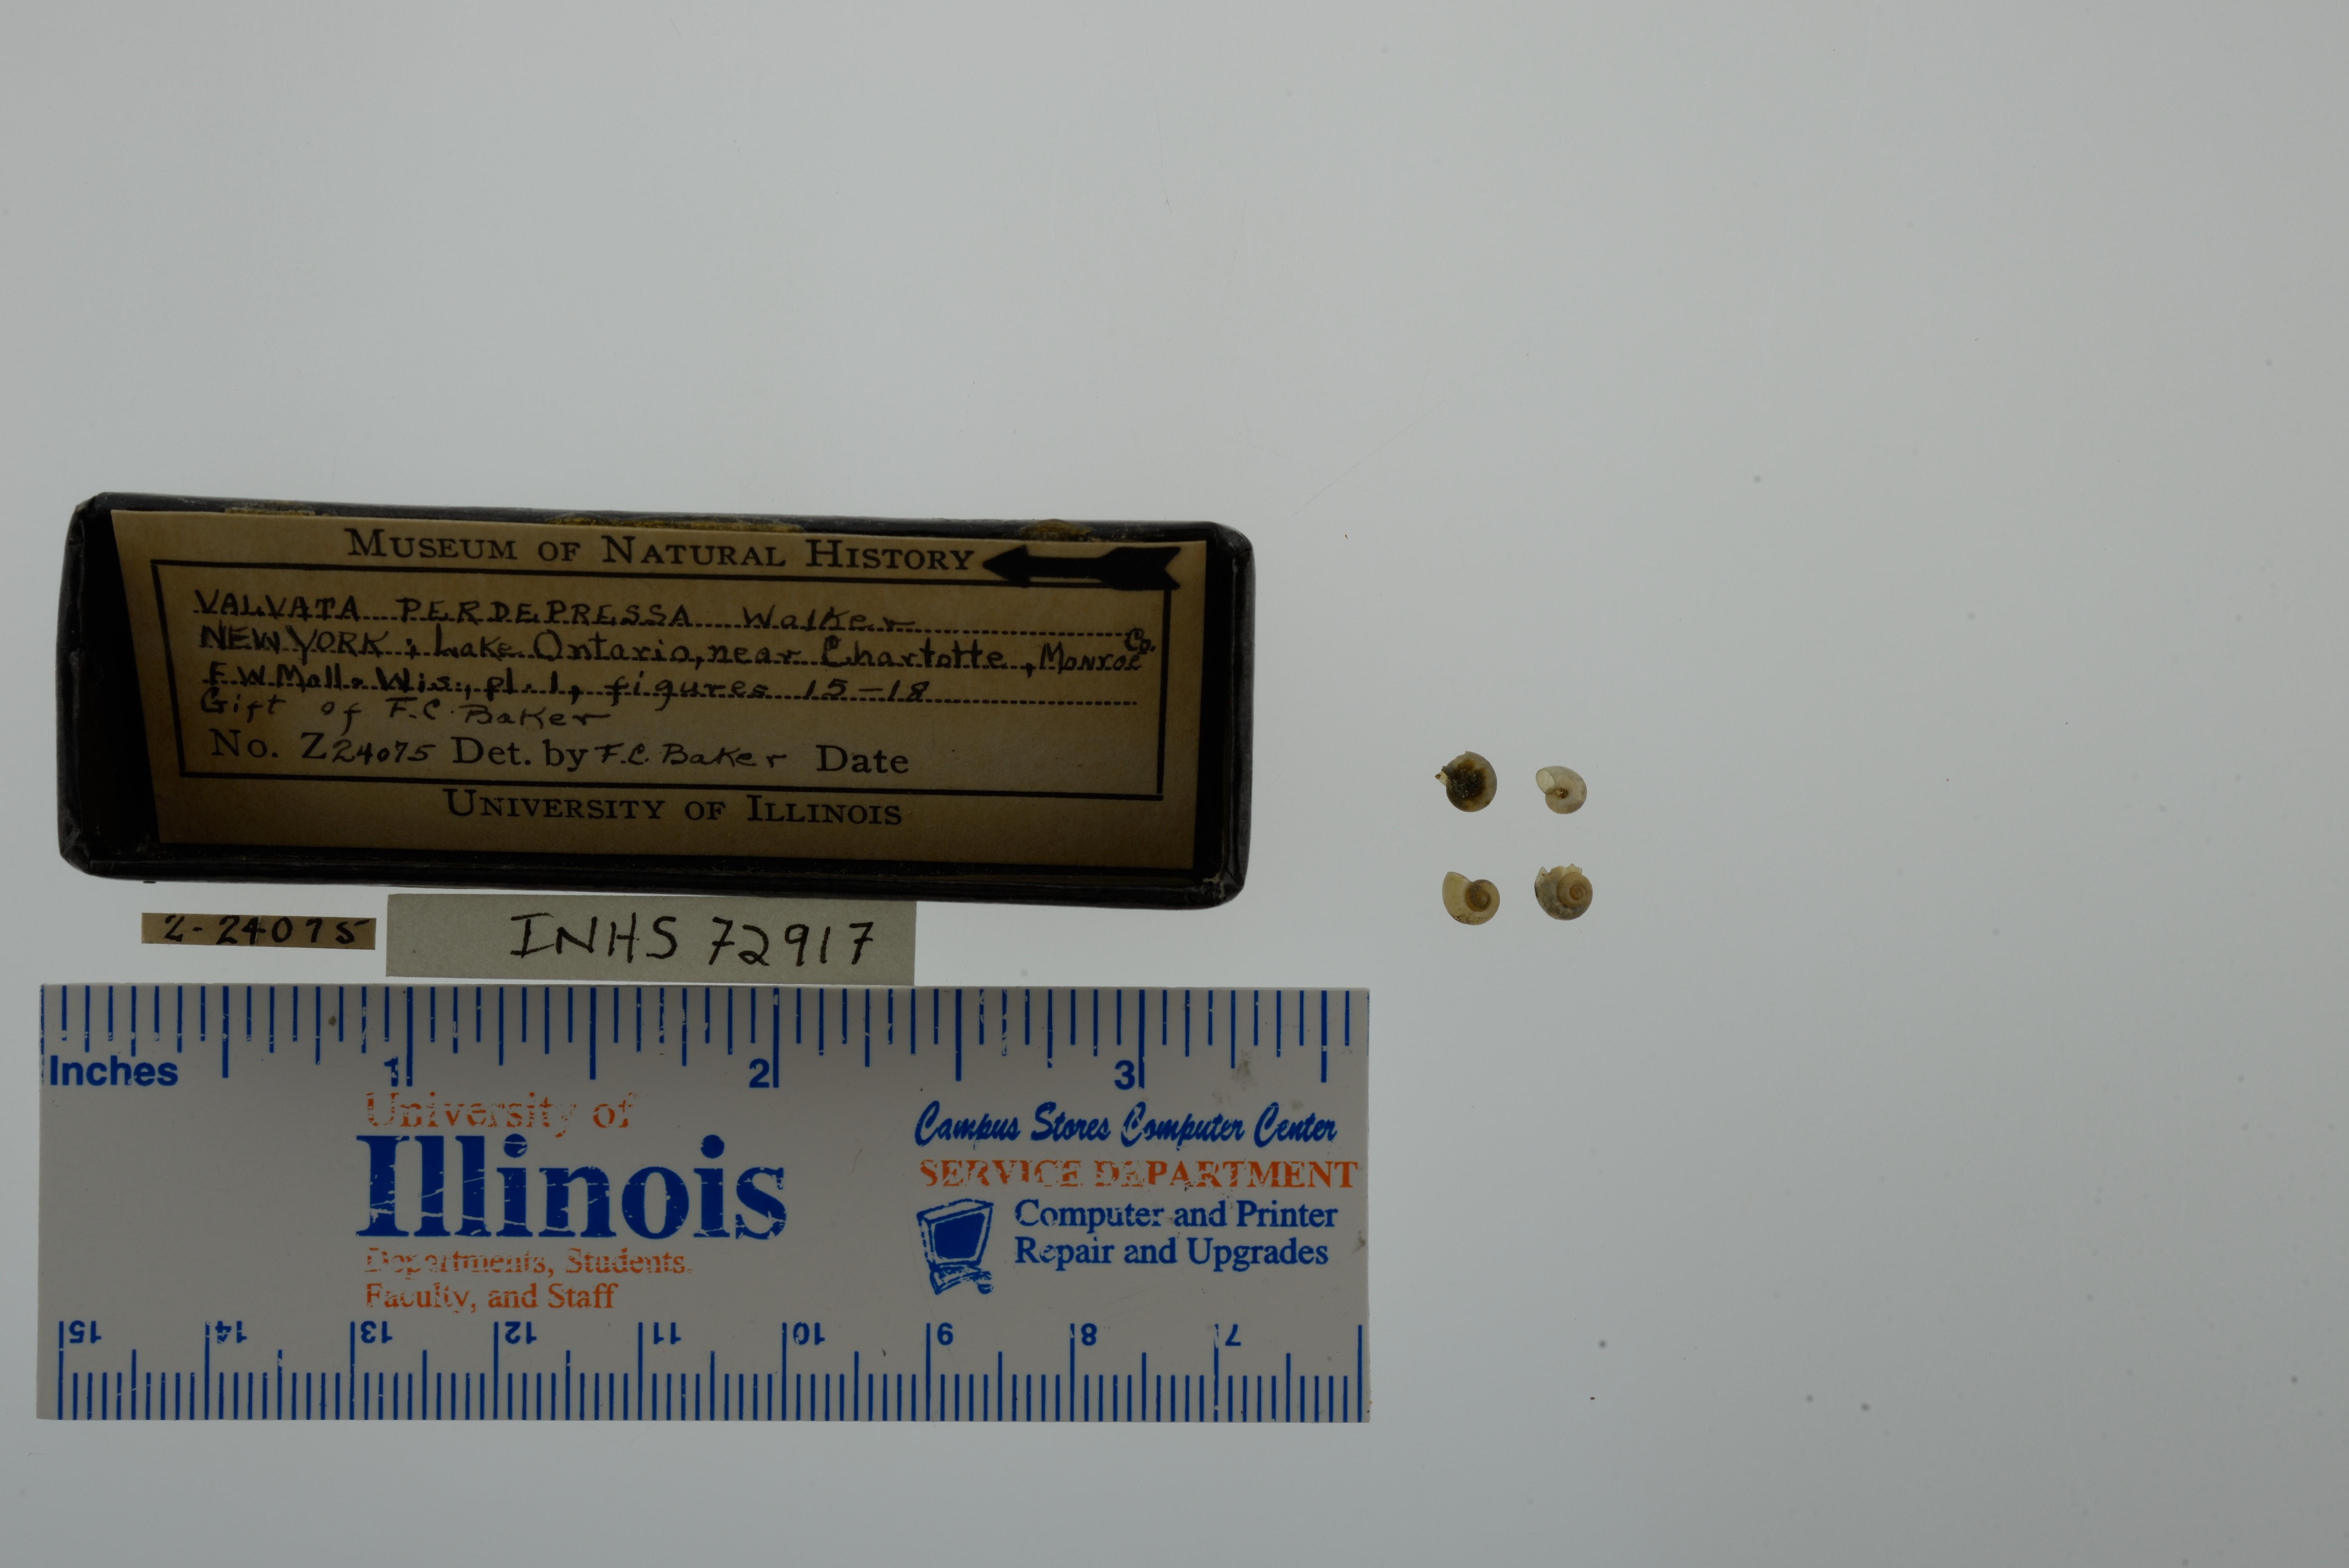 MUSEUM OF NATURAL HISTORY
VALVATA PERDEPRESSA Walker
NEW YORK; Lake Ontario, near Charlotte, Monroe Co.
F.W. Moll. Wis., pl. 1, figures 15-18
Gift of F.C. Baker
No. Z24075 Det. by F.C. Baker Date
UNIVERSITY OF ILLINOIS
Z-24075
INHS 72917
Inches 1 2 3
University of
Illinois
Departments, Students,
Faculty, and Staff
Campus Stores Computer Center
SERVICE DEPARTMENT
Computer and Printer
Repair and Upgrades
15 14 13 12 11 10 9 8 7